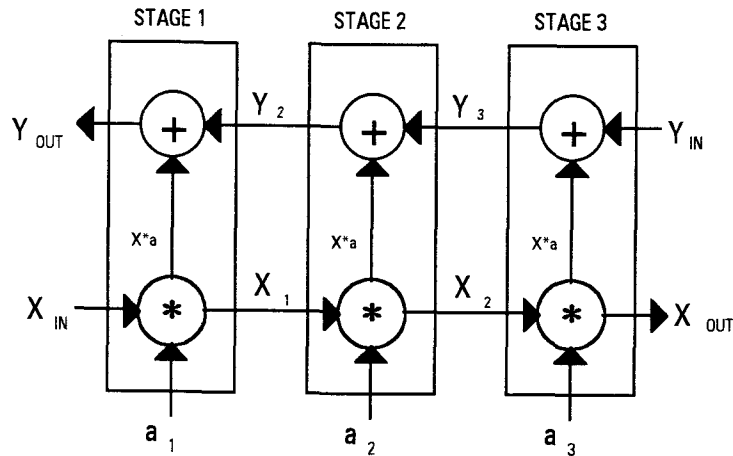 STAGE 1 STAGE 2 STAGE 3
Y OUT + Y 2 + Y 3 + Y IN
X*a X*a X*a
X IN * X 1 * X 2 * X OUT
a 1 a 2 a 3